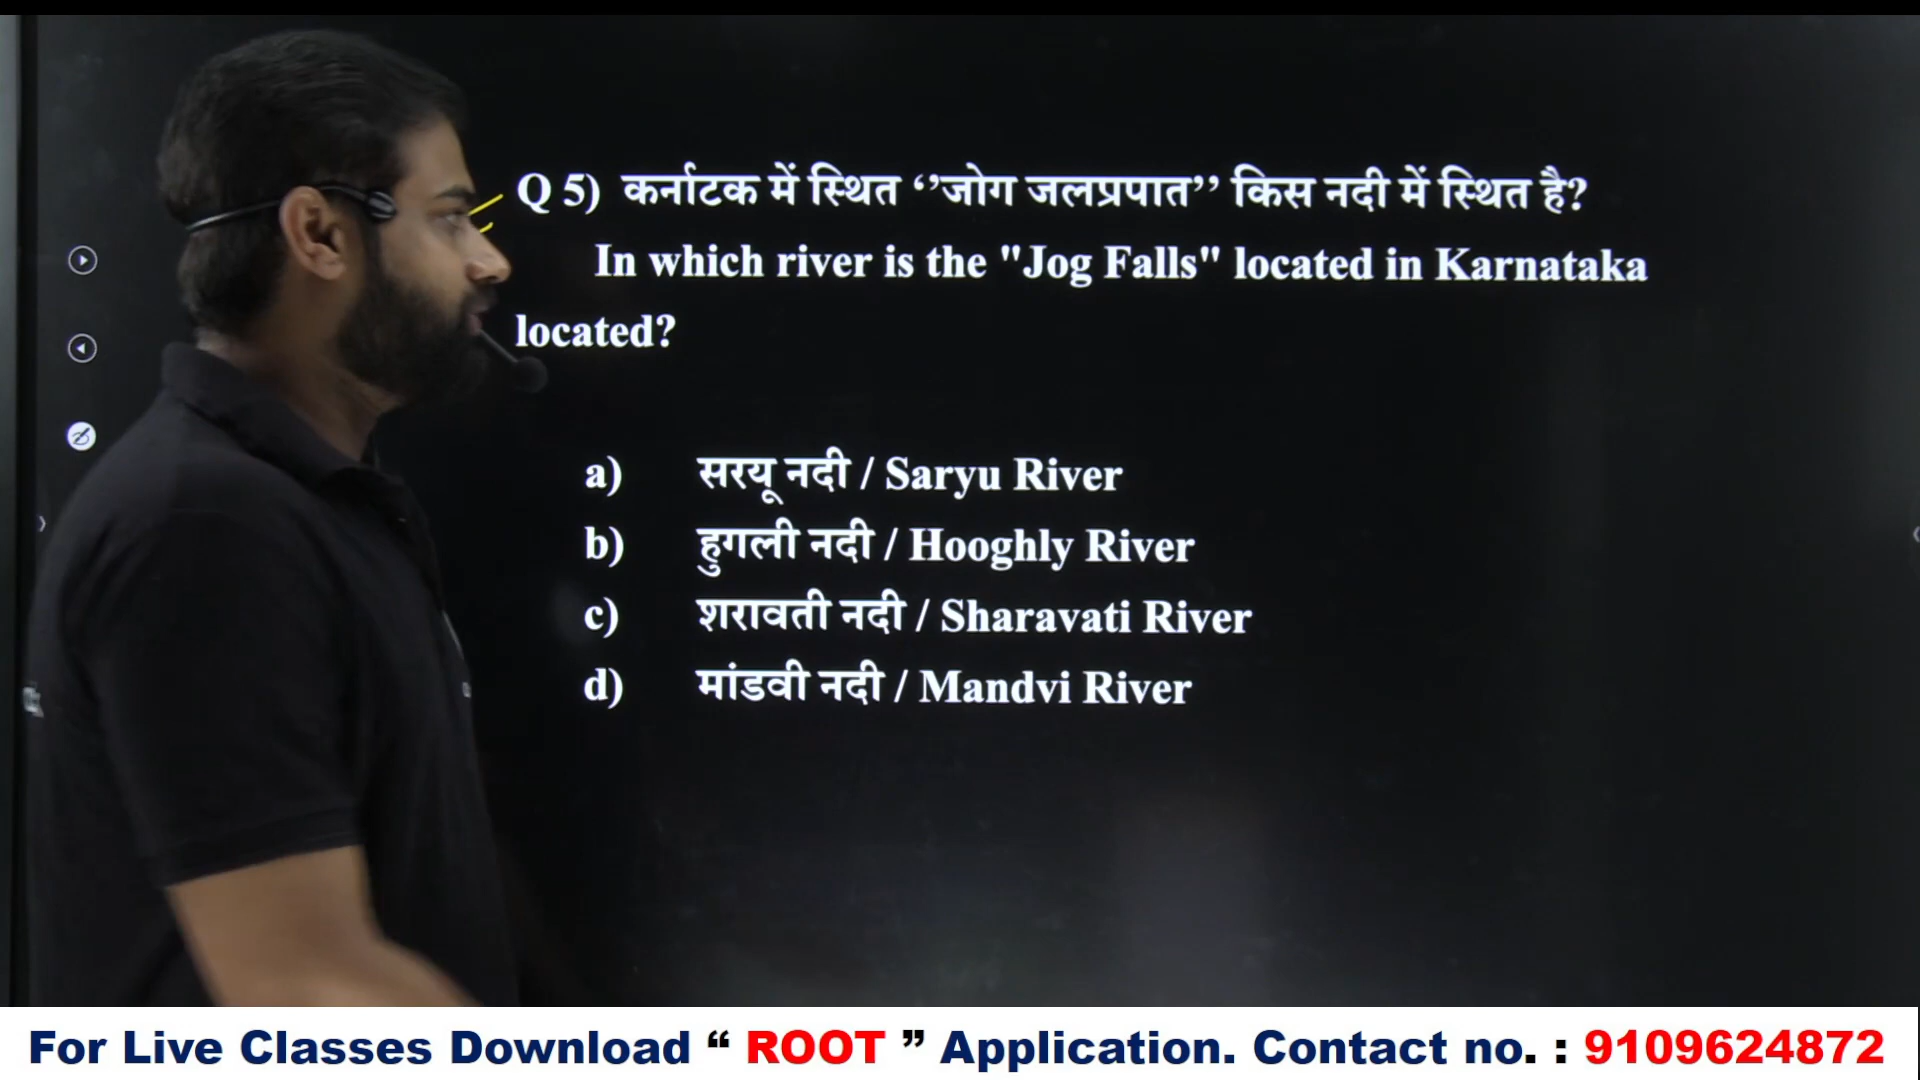 Q 5) कर्नाटक में स्थित ‘’जोग जलप्रपात’’ किस नदी में स्थित है?
In which river is the "Jog Falls" located in Karnataka
located?
a) सरयू नदी / Saryu River
b) हुगली नदी / Hooghly River
c) शरावती नदी / Sharavati River
d) मांडवी नदी / Mandvi River
For Live Classes Download “ ROOT ” Application. Contact no. : 9109624872